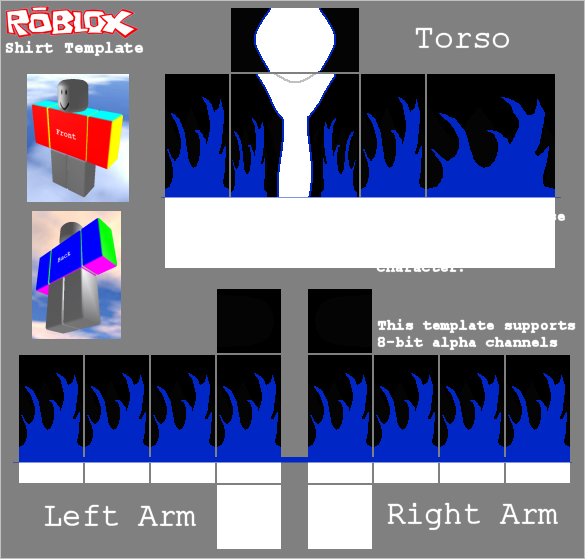 ROBLOX
Shirt Template
Torso
Front
Back
character.
This template supports
8-bit alpha channels
Left Arm
Right Arm